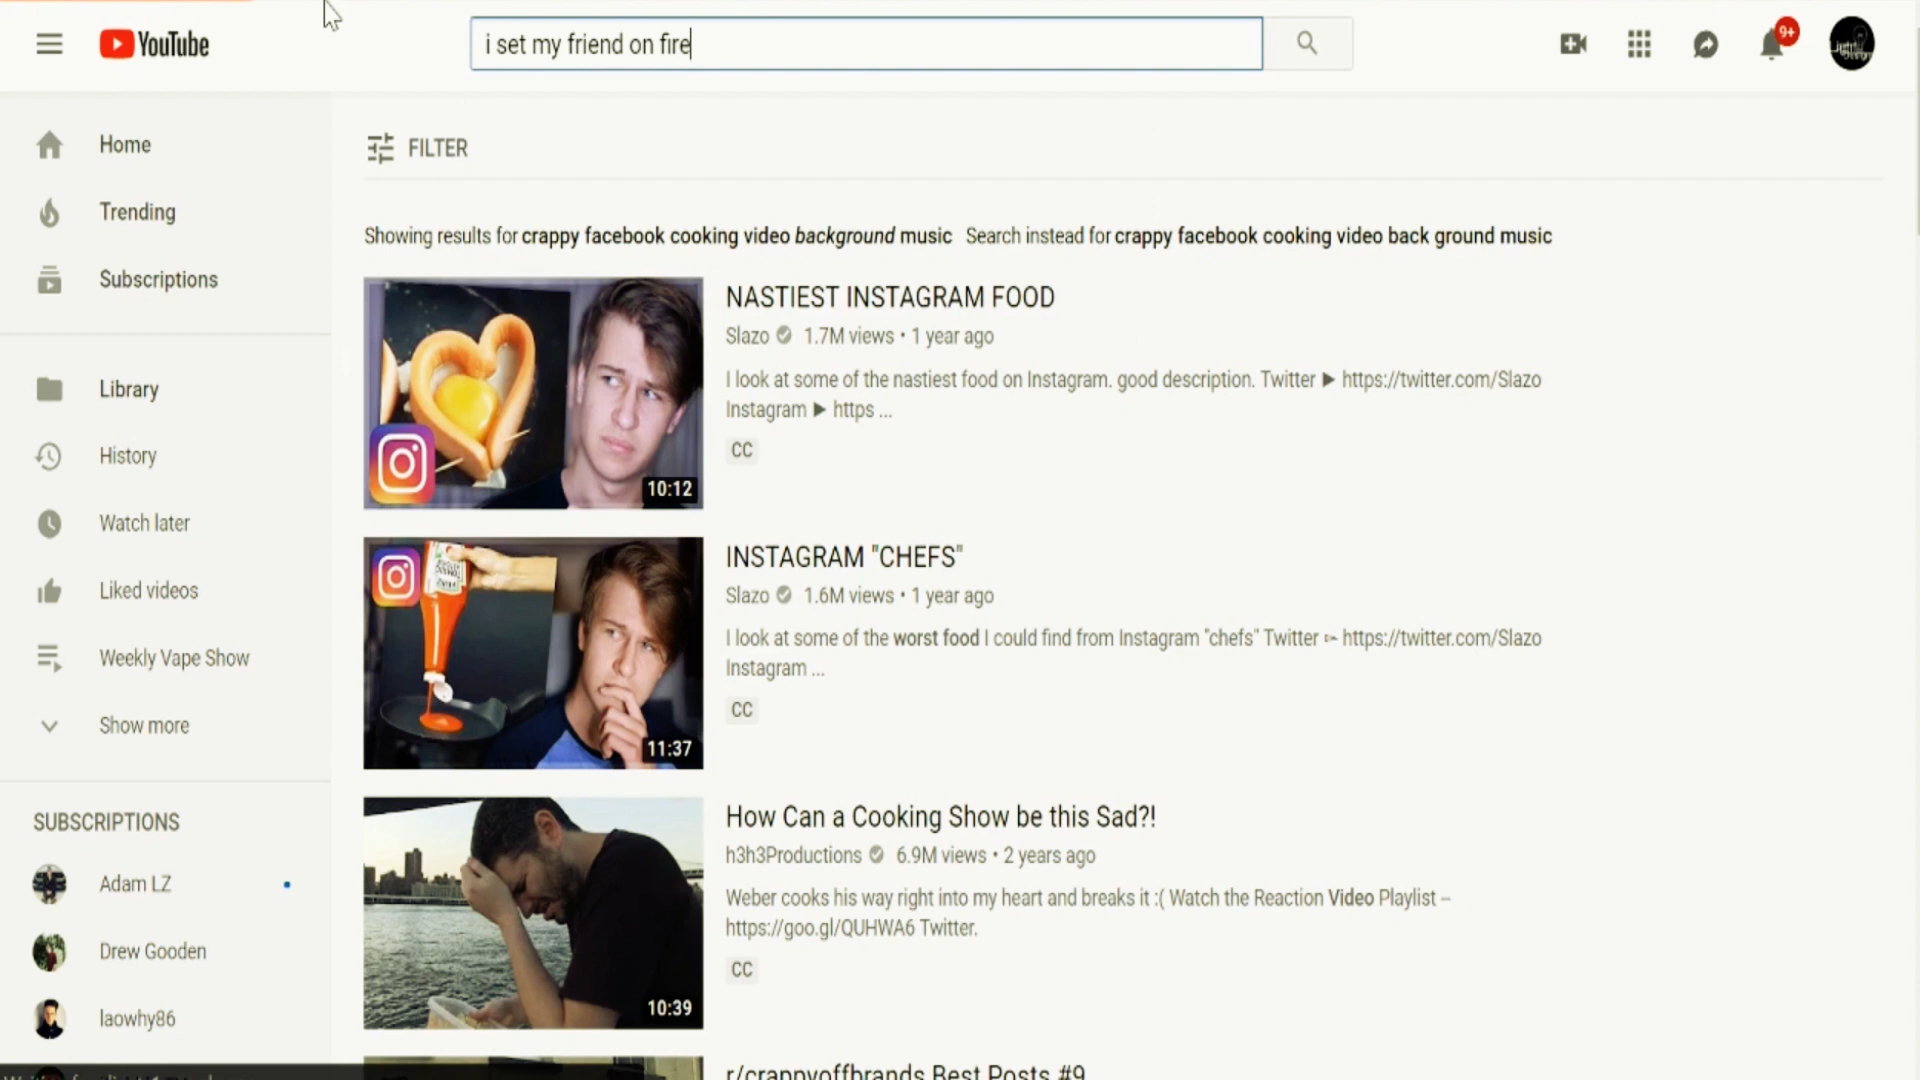 YouTube
i set my friend on fire
9+
Home
Trending
Subscriptions
Library
History
Watch later
Liked videos
Weekly Vape Show
Show more
SUBSCRIPTIONS
Adam LZ
Drew Gooden
laowhy86
FILTER
Showing results for crappy facebook cooking video background music Search instead for crappy facebook cooking video back ground music
10:12
NASTIEST INSTAGRAM FOOD
Slazo 1.7M views • 1 year ago
I look at some of the nastiest food on Instagram. good description. Twitter ▶ https://twitter.com/Slazo
Instagram ▶ https ...
CC
11:37
INSTAGRAM "CHEFS"
Slazo 1.6M views • 1 year ago
I look at some of the worst food I could find from Instagram "chefs" Twitter ➳ https://twitter.com/Slazo
Instagram ...
CC
10:39
How Can a Cooking Show be this Sad?!
h3h3Productions 6.9M views • 2 years ago
Weber cooks his way right into my heart and breaks it :( Watch the Reaction Video Playlist –
https://goo.gl/QUHWA6 Twitter.
CC
r/crappyoffbrands Best Posts #9